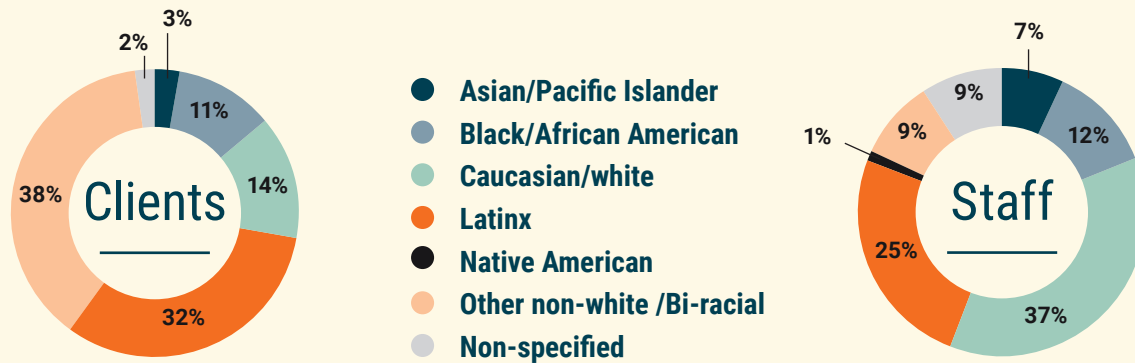 3%
2%
11%
14%
38%
Clients
32%
Asian/Pacific Islander
Black/African American
Caucasian/white
Latinx
Native American
Other non-white /Bi-racial
Non-specified
7%
9%
12%
1%
9%
Staff
25%
37%